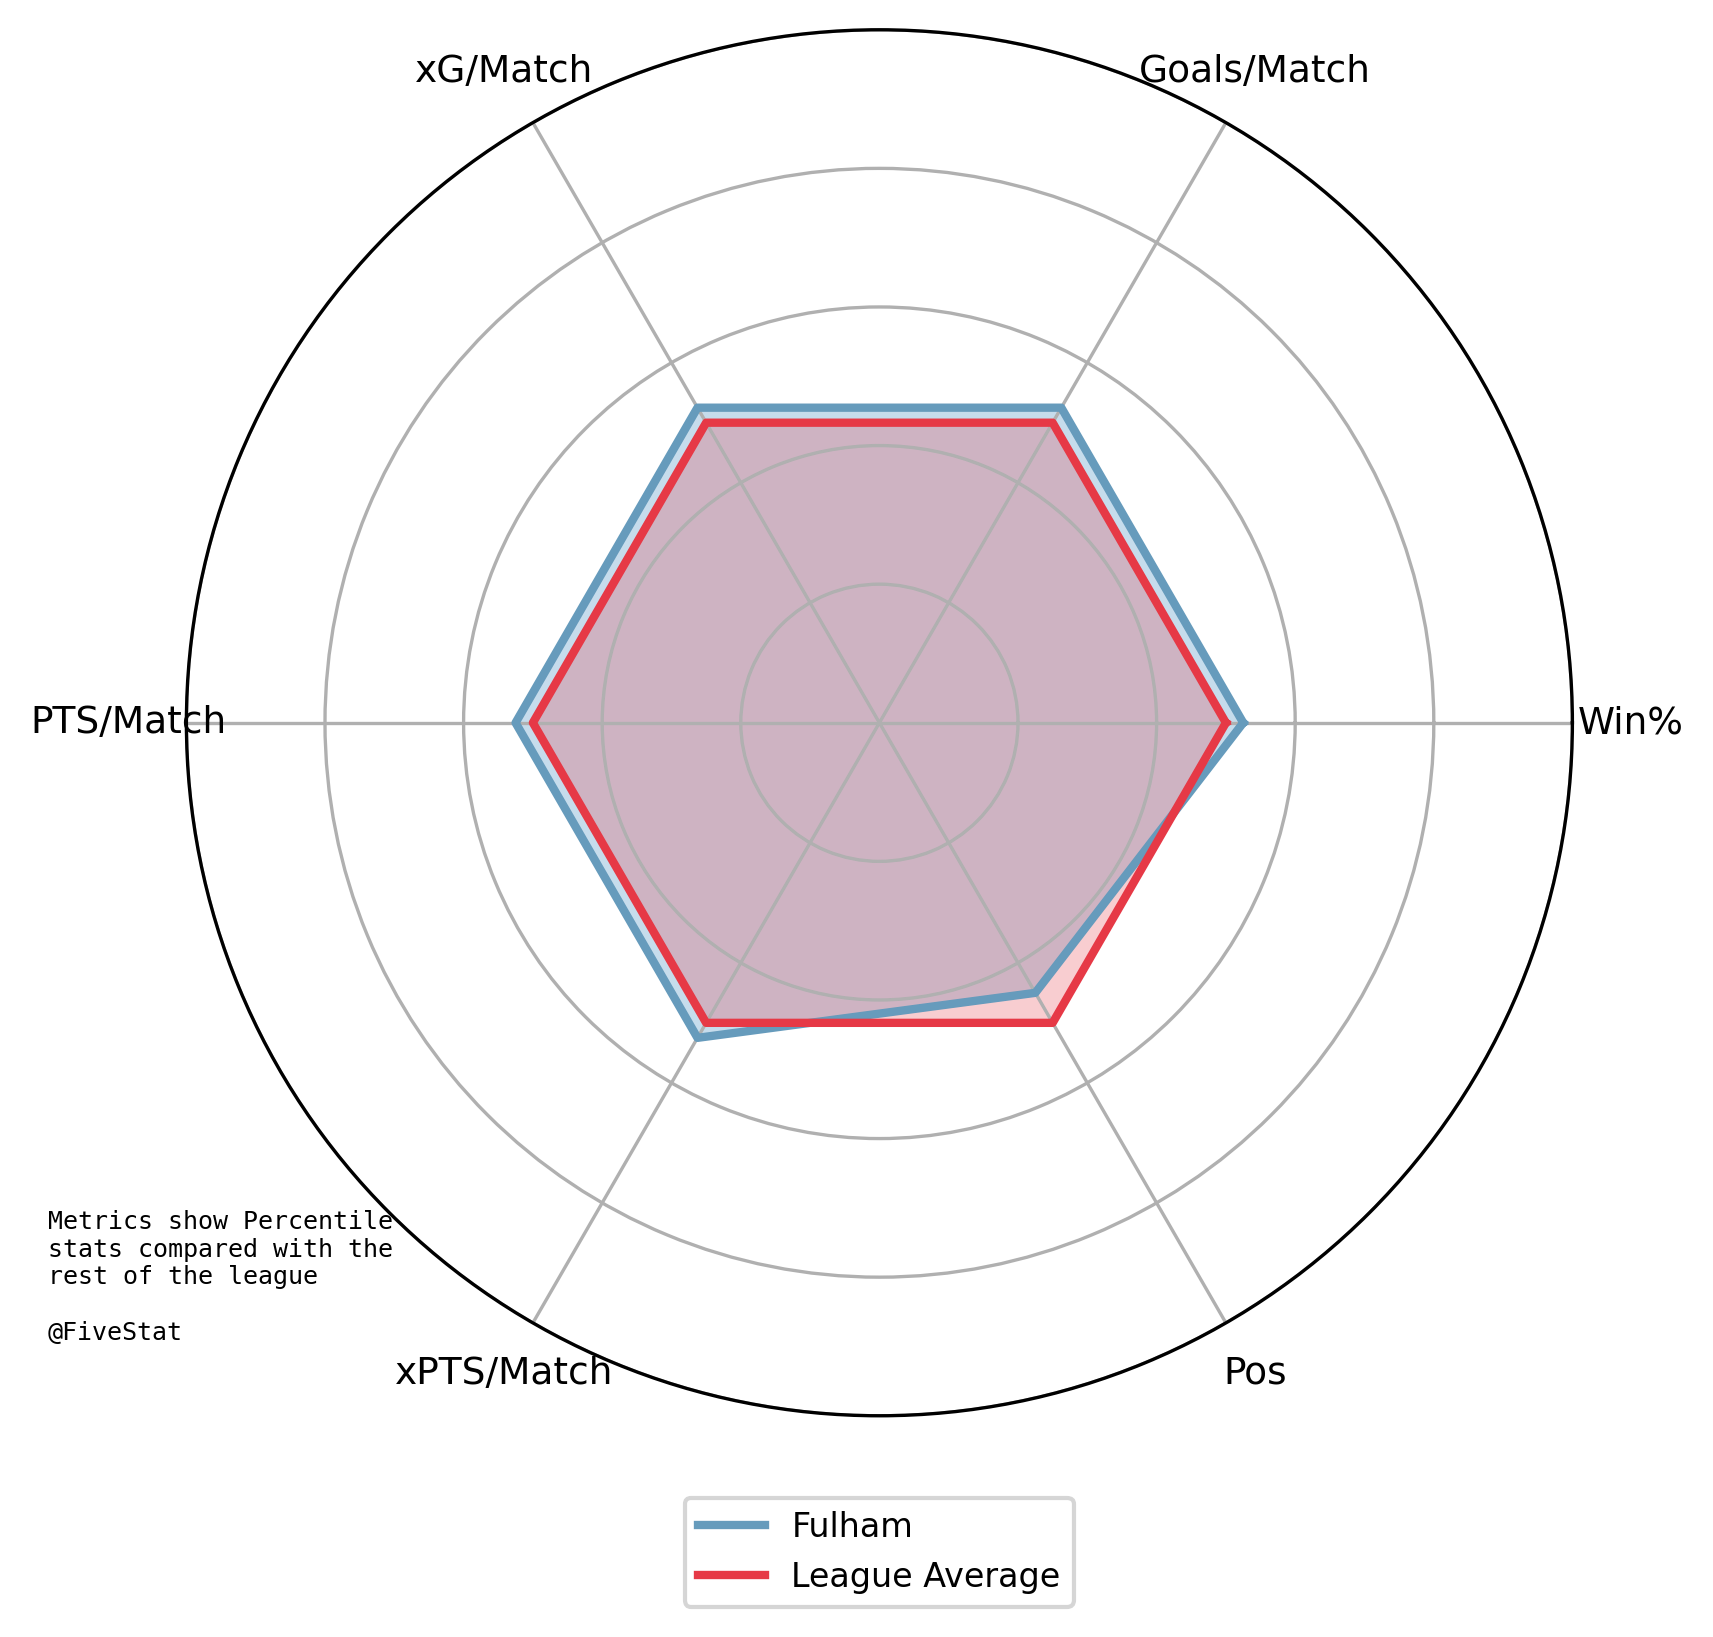 xG/Match
Goals/Match
PTS/Match
Win%
Metrics show Percentile
stats compared with the
rest of the league
@FiveStat
xPTS/Match
Pos
Fulham
League Average